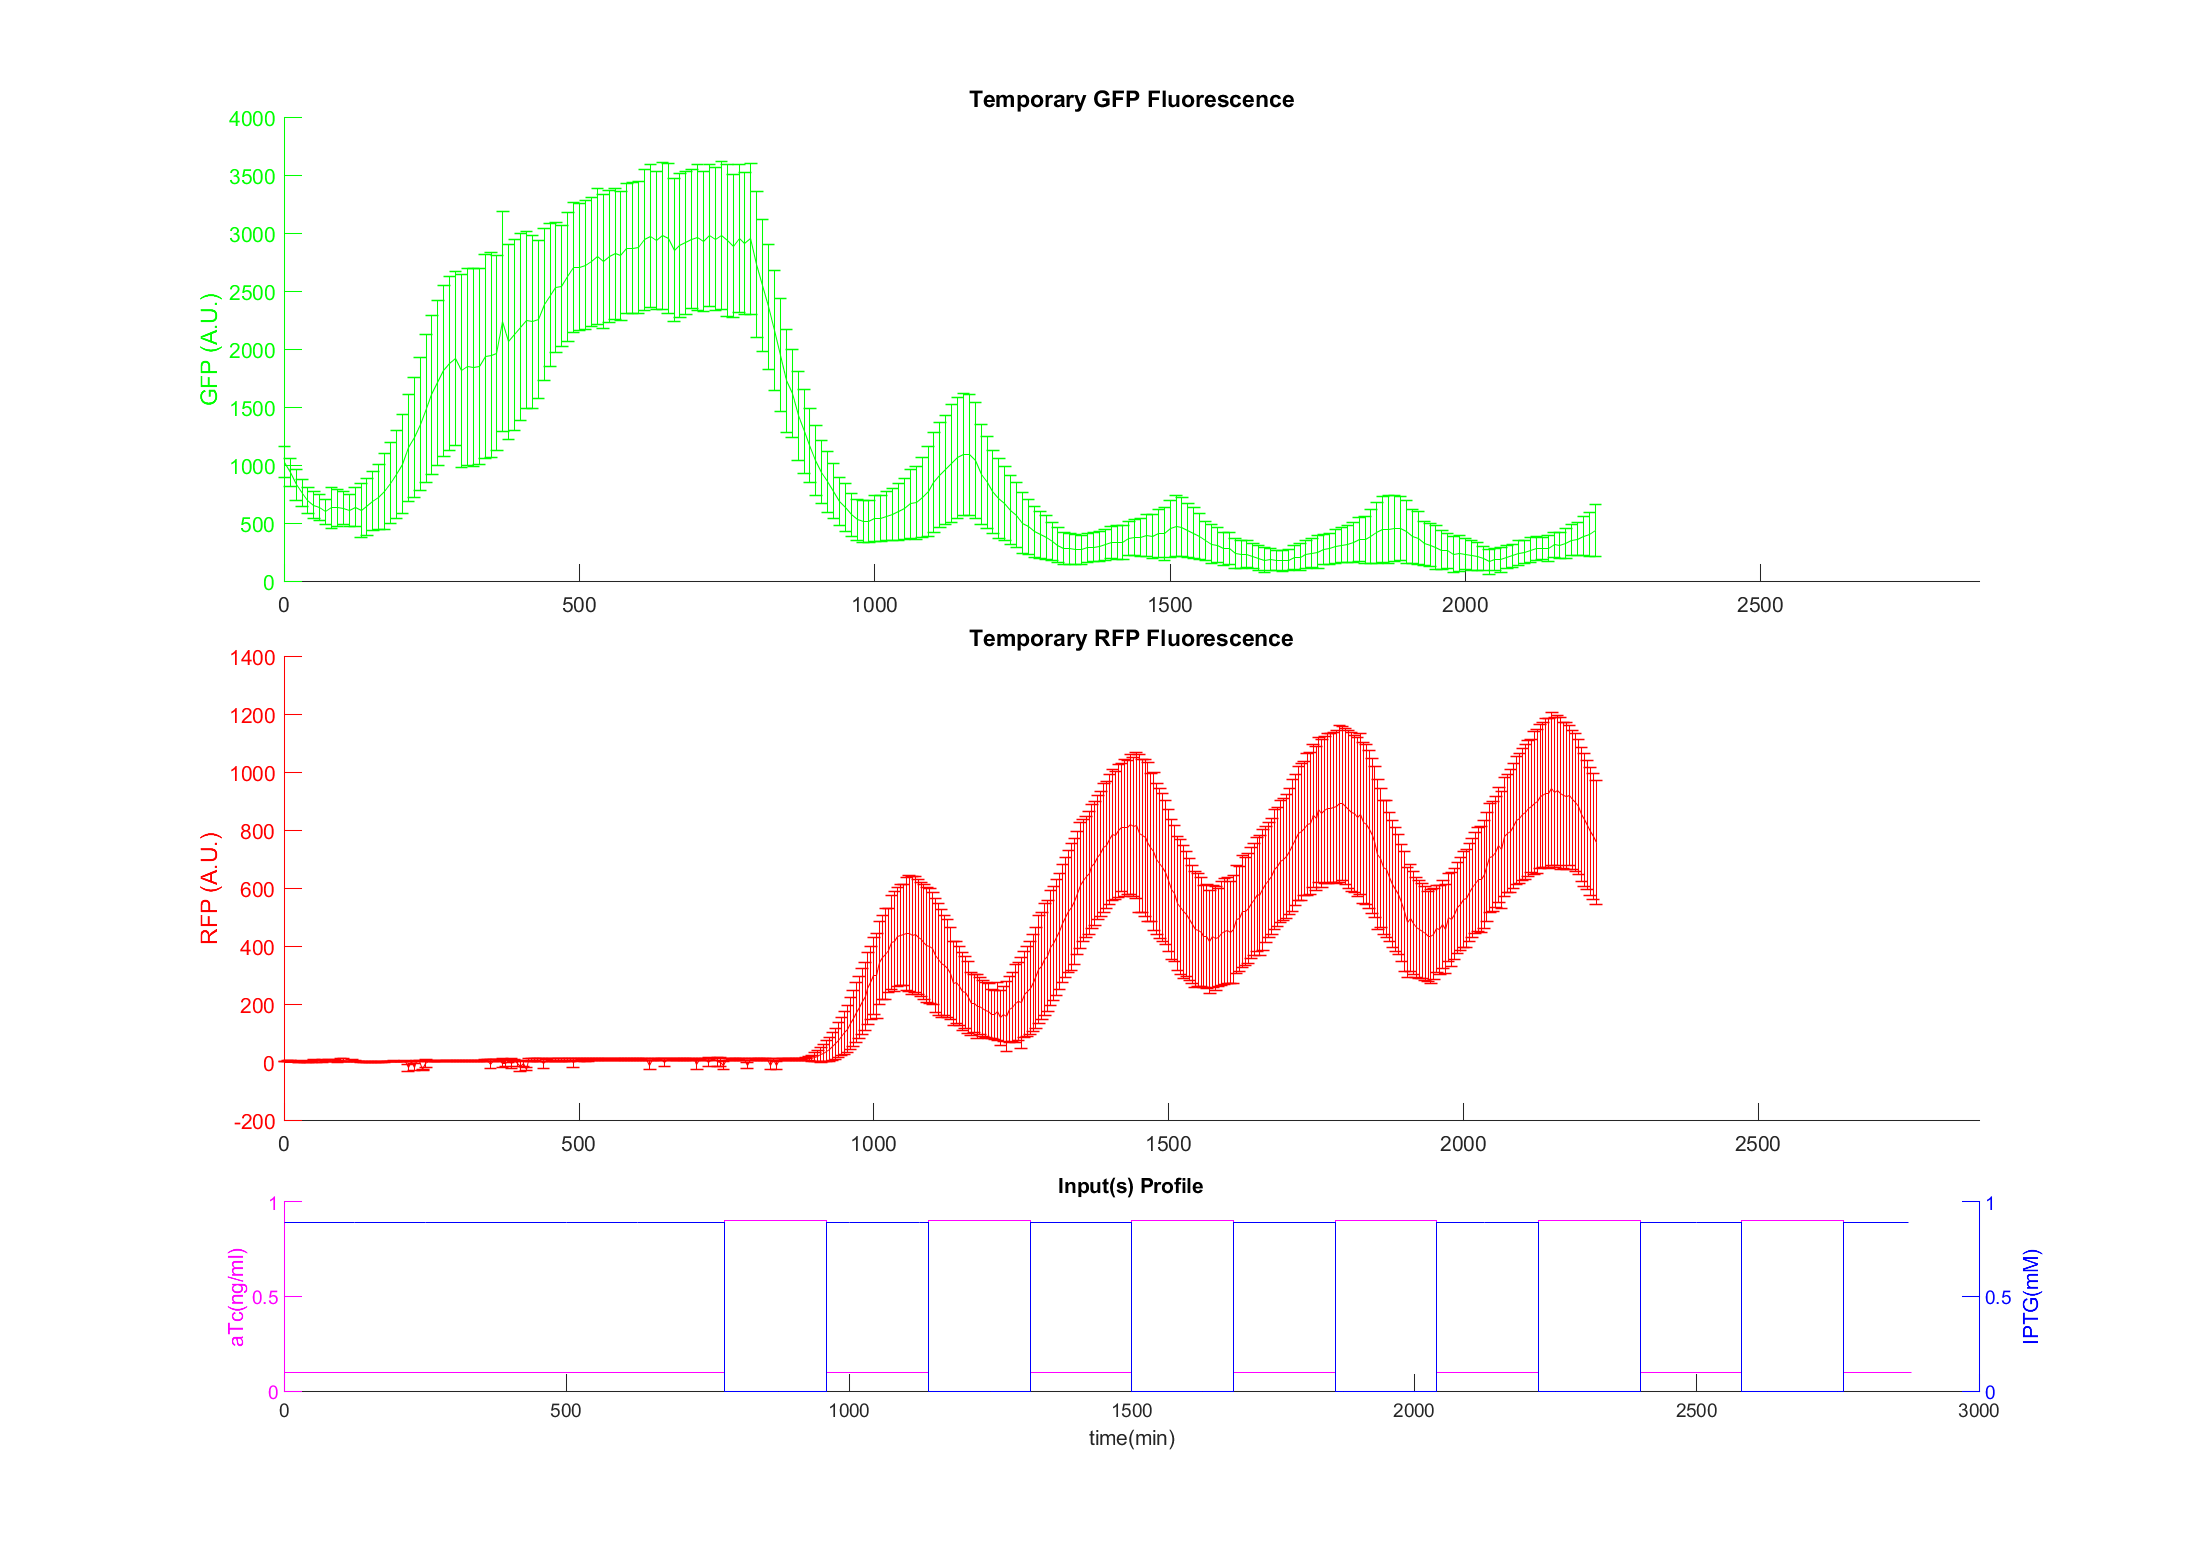 Temporary GFP Fluorescence
4000
3500
3000
2500
2000
1500
1000
500
0
GFP (A.U.)
0 500 1000 1500 2000 2500
Temporary RFP Fluorescence
1400
1200
1000
800
600
400
200
0
-200
RFP (A.U.)
0 500 1000 1500 2000 2500
Input(s) Profile
1
0.5
0
aTc(ng/ml)
1
0.5
0
IPTG(mM)
0 500 1000 1500 2000 2500 3000
time(min)